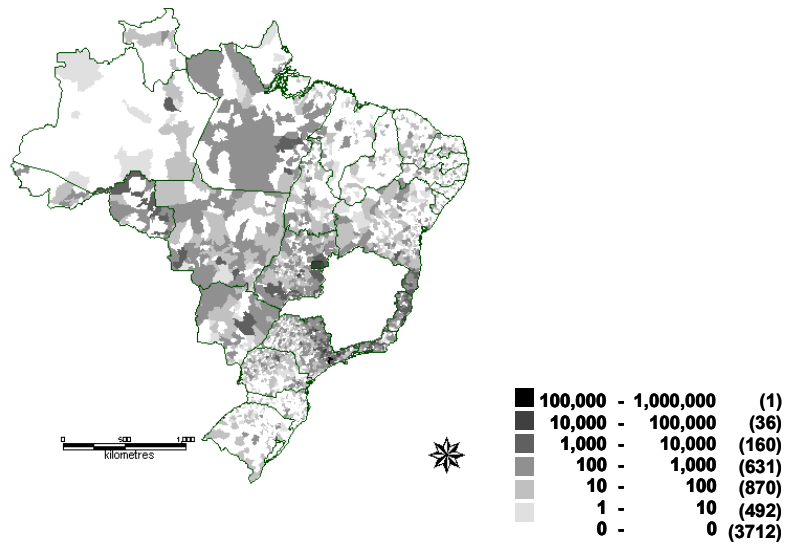 0 500 1,000
kilometres
100,000 - 1,000,000 (1)
10,000 - 100,000 (36)
1,000 - 10,000 (160)
100 - 1,000 (631)
10 - 100 (870)
1 - 10 (492)
0 - 0 (3712)